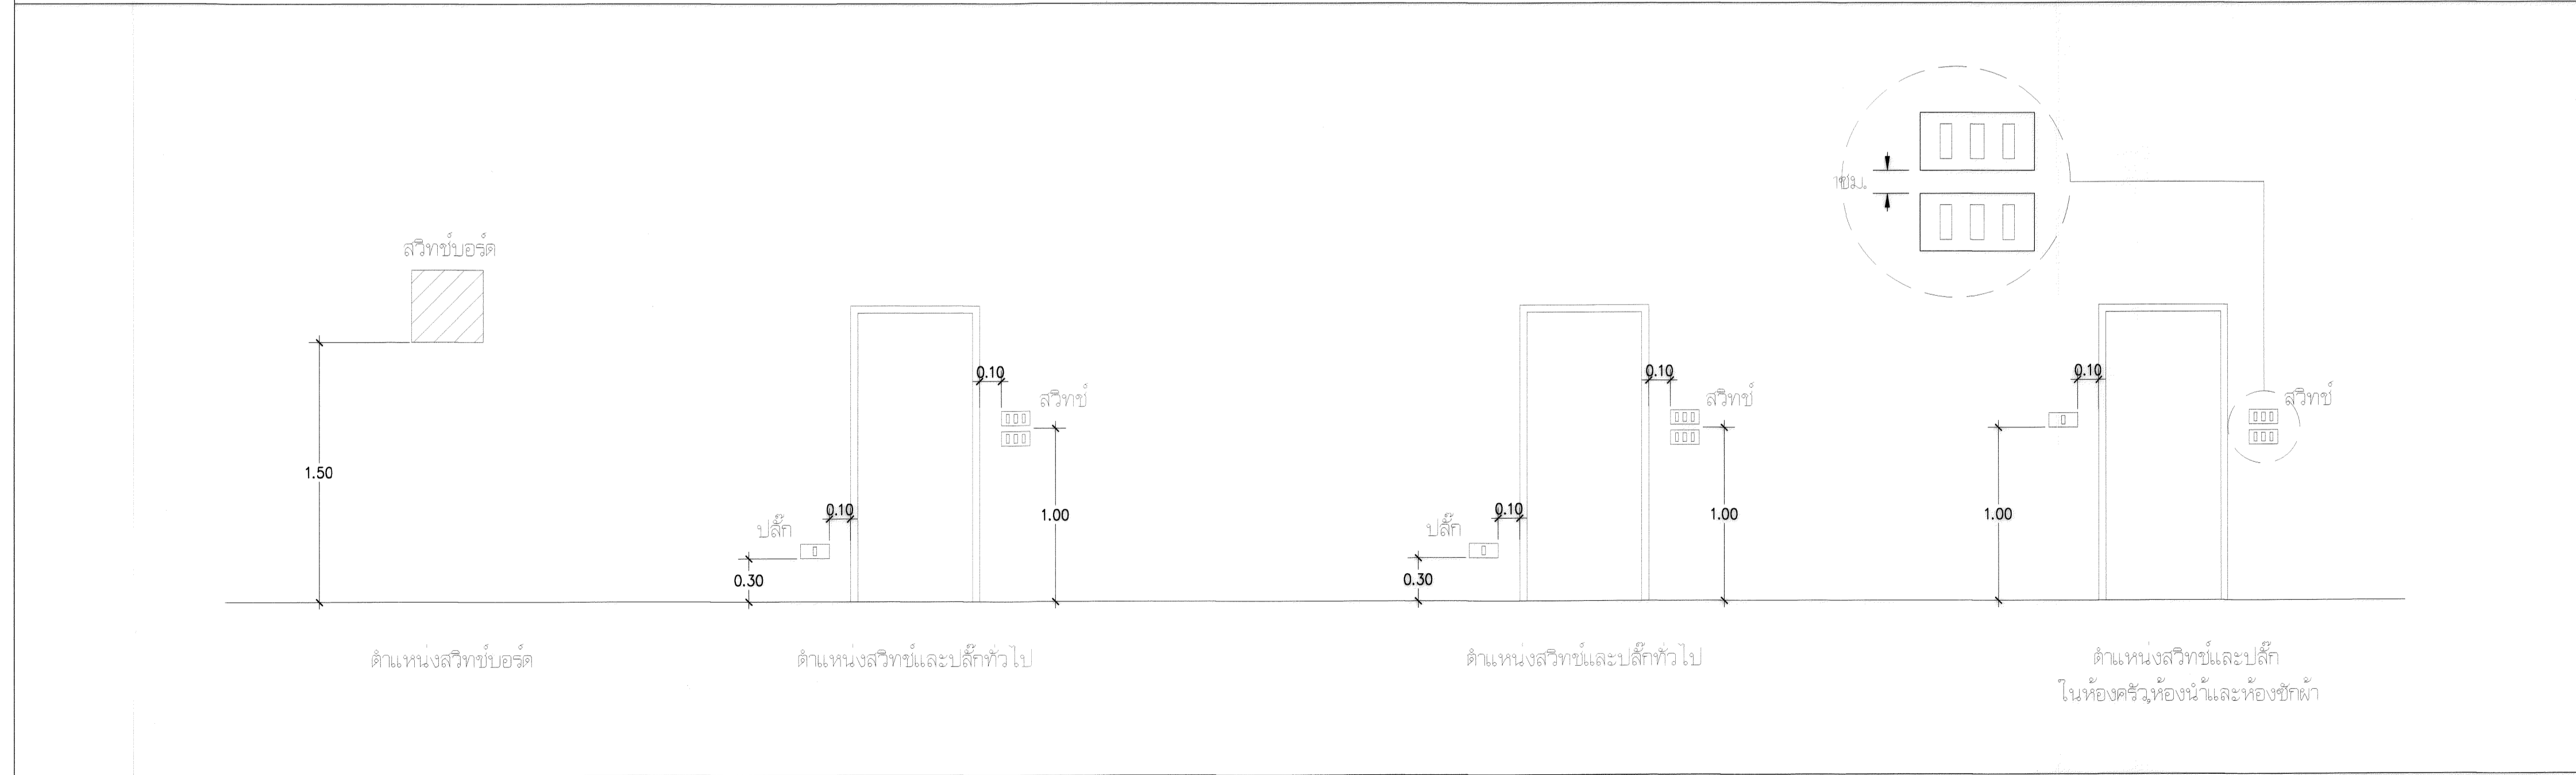 1ซม.
สวิทช์บอร์ด
1.50
ตำแหน่งสวิทช์บอร์ด
0.10
สวิทช์
1.00
0.10
ปลั๊ก
0.30
ตำแหน่งสวิทช์และปลั๊กทั่วไป
0.10
สวิทช์
1.00
0.10
ปลั๊ก
0.30
ตำแหน่งสวิทช์และปลั๊กทั่วไป
0.10
สวิทช์
1.00
ตำแหน่งสวิทช์และปลั๊ก
ในห้องครัว,ห้องน้ำและห้องซักผ้า